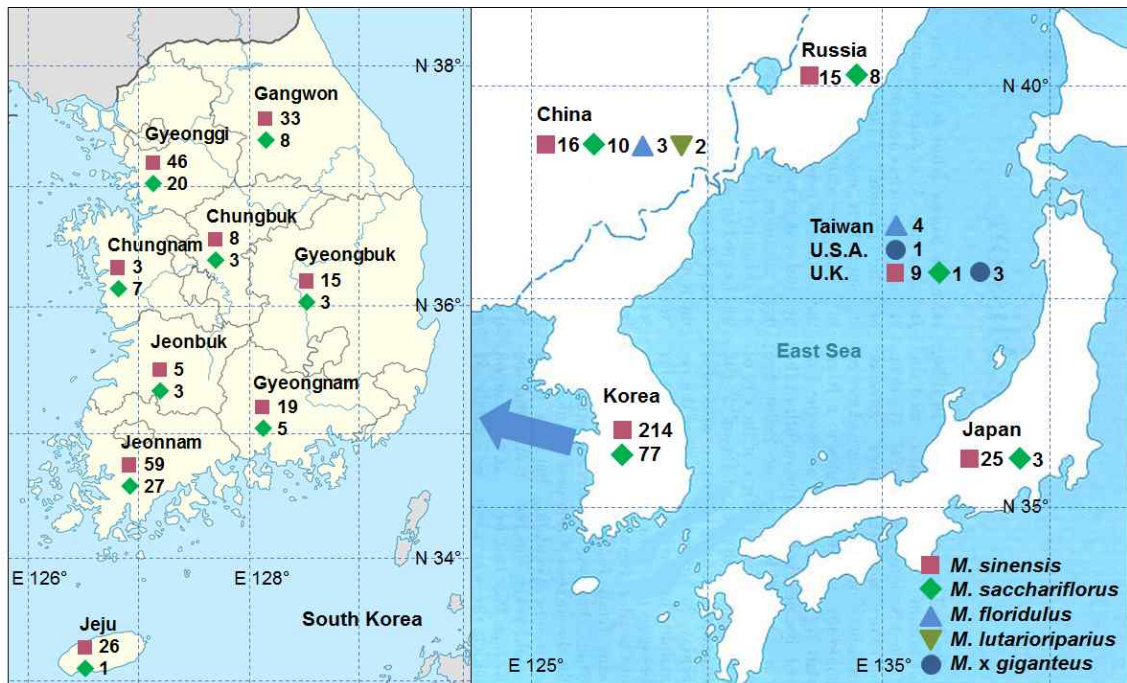 N 38°
Gangwon
33
8
Gyeonggi
46
20
Chungbuk
8
3
Chungnam
3
7
Gyeongbuk
15
3
N 36°
Jeonbuk
5
3
Gyeongnam
19
5
Jeonnam
59
27
N 34°
E 126°
E 128°
South Korea
Jeju
26
1
Russia
15 8
N 40°
China
16 10 3 2
Taiwan 4
U.S.A. 1
U.K. 9 1 3
East Sea
Korea
214
77
Japan
25 3
N 35°
E 125°
E 135°
M. sinensis
M. sacchariflorus
M. floridulus
M. lutarioriparius
M. x giganteus